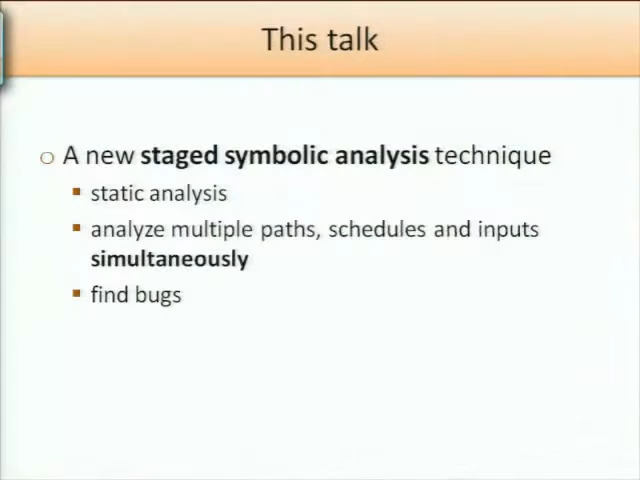 This talk
A new staged symbolic analysis technique
static analysis
analyze multiple paths, schedules and inputs
simultaneously
find bugs